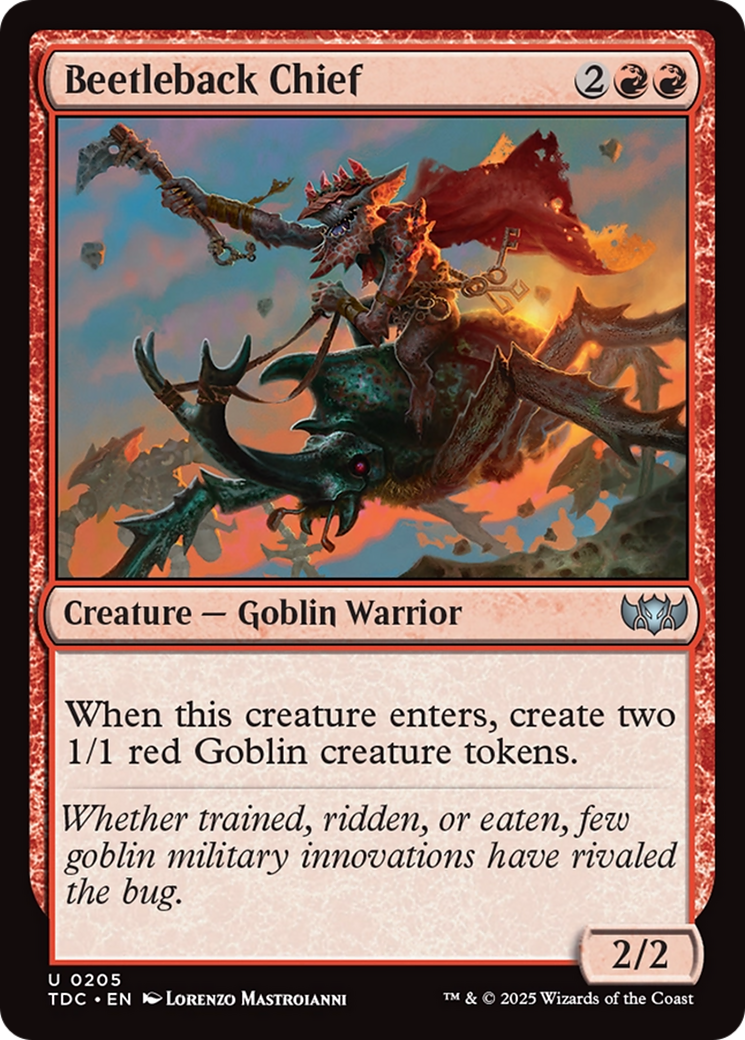 Beetleback Chief 2
Creature — Goblin Warrior
When this creature enters, create two
1/1 red Goblin creature tokens.
Whether trained, ridden, or eaten, few
goblin military innovations have rivaled
the bug.
2/2
U 0205
TDC • EN Lorenzo Mastroianni
™ & © 2025 Wizards of the Coast